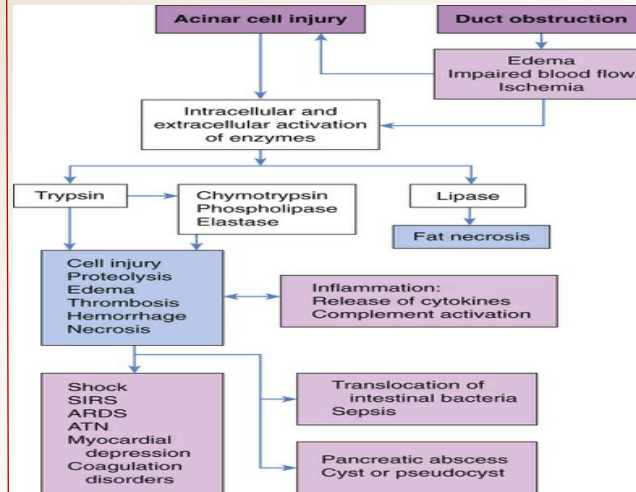 Acinar cell injury
Duct obstruction
Edema
Impaired blood flow
Ischemia
Intracellular and
extracellular activation
of enzymes
Trypsin
Chymotrypsin
Phospholipase
Elastase
Lipase
Fat necrosis
Cell injury
Proteolysis
Edema
Thrombosis
Hemorrhage
Necrosis
Inflammation:
Release of cytokines
Complement activation
Shock
SIRS
ARDS
ATN
Myocardial
depression
Coagulation
disorders
Translocation of
intestinal bacteria
Sepsis
Pancreatic abscess
Cyst or pseudocyst